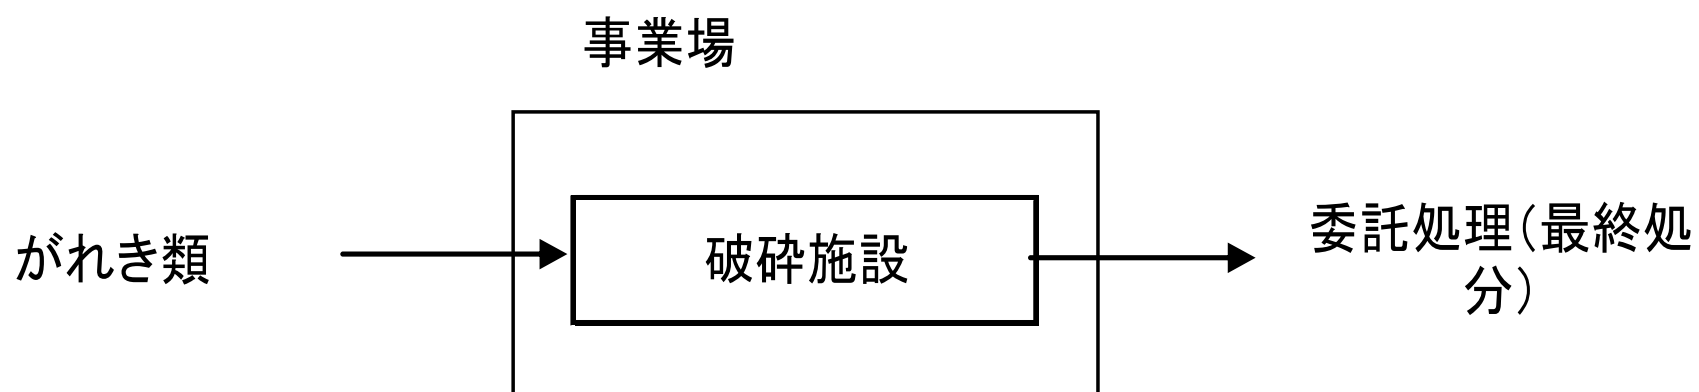 事業場
がれき類
破砕施設
委託処理(最終処
分)